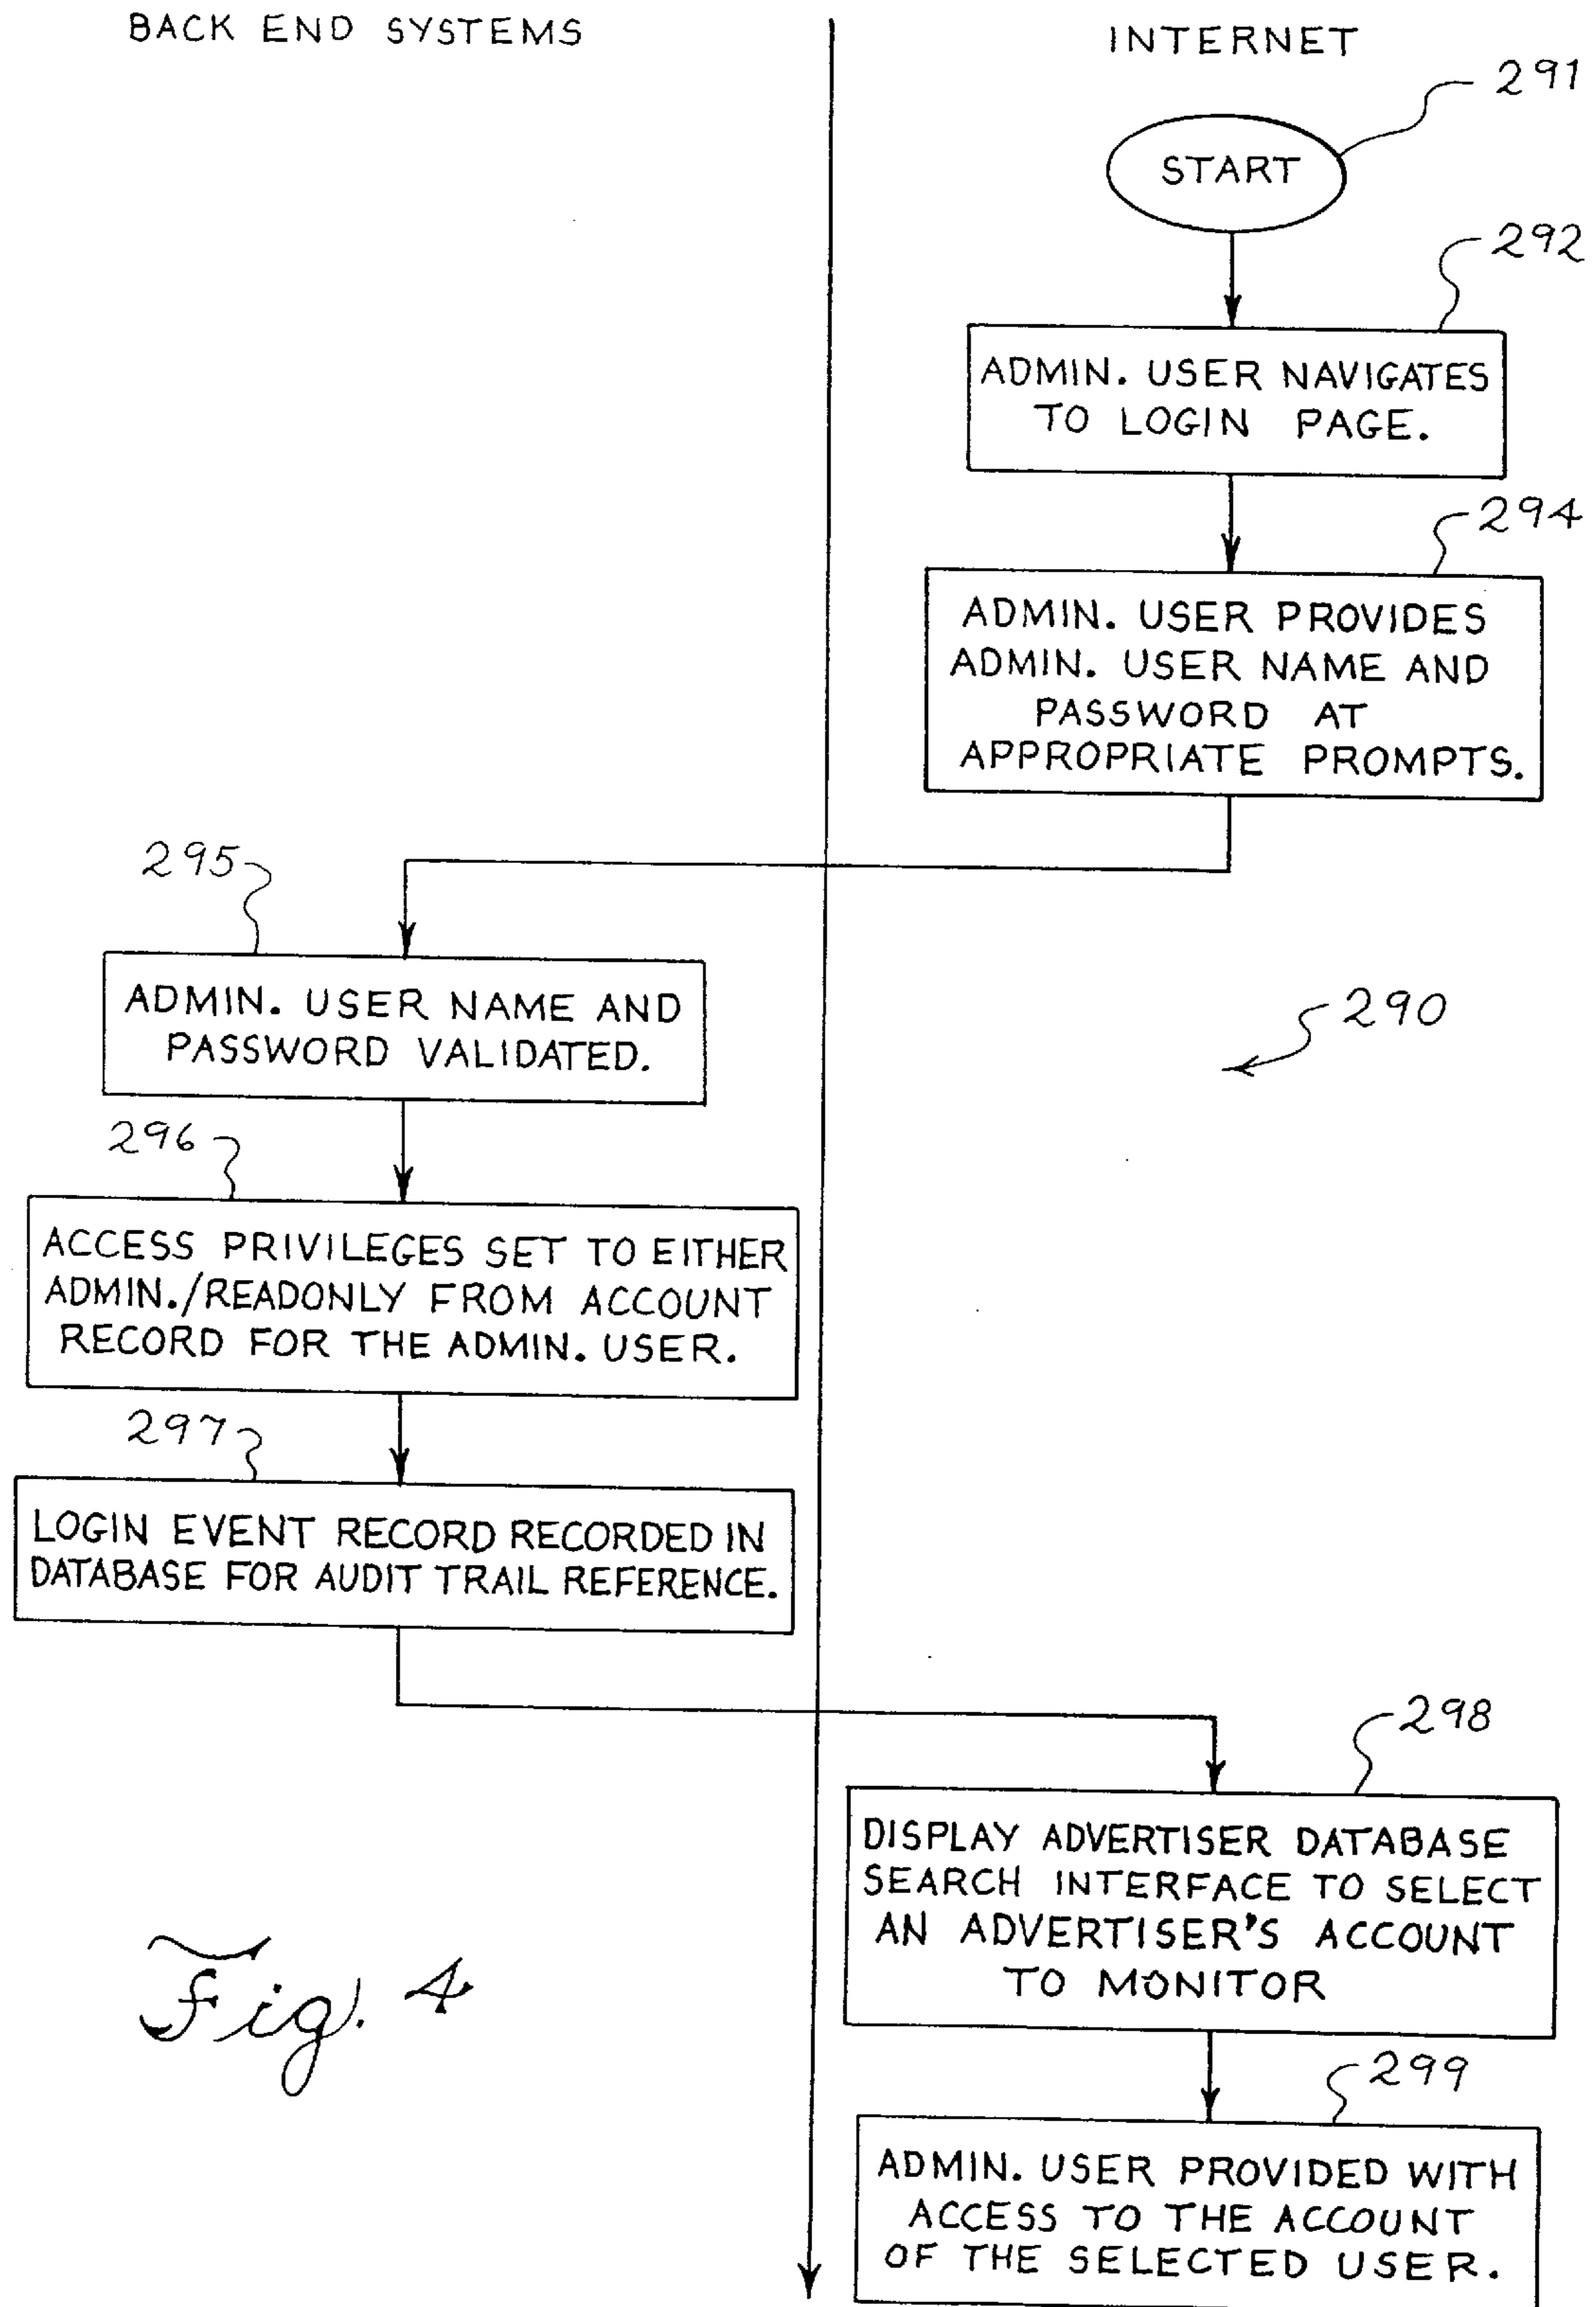 BACK END SYSTEMS
INTERNET
291
START
292
ADMIN. USER NAVIGATES
TO LOGIN PAGE.
294
ADMIN. USER PROVIDES
ADMIN. USER NAME AND
PASSWORD AT
APPROPRIATE PROMPTS.
295
ADMIN. USER NAME AND
PASSWORD VALIDATED.
290
296
ACCESS PRIVILEGES SET TO EITHER
ADMIN./READONLY FROM ACCOUNT
RECORD FOR THE ADMIN. USER.
297
LOGIN EVENT RECORD RECORDED IN
DATABASE FOR AUDIT TRAIL REFERENCE.
298
DISPLAY ADVERTISER DATABASE
SEARCH INTERFACE TO SELECT
AN ADVERTISER'S ACCOUNT
TO MONITOR
299
ADMIN. USER PROVIDED WITH
ACCESS TO THE ACCOUNT
OF THE SELECTED USER.
Fig. 4